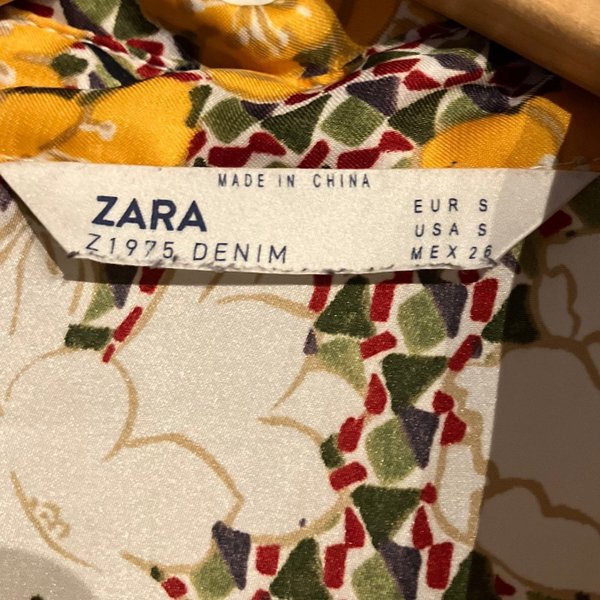 MADE IN CHINA
ZARA
Z1975 DENIM
EUR S
USA S
MEX 26